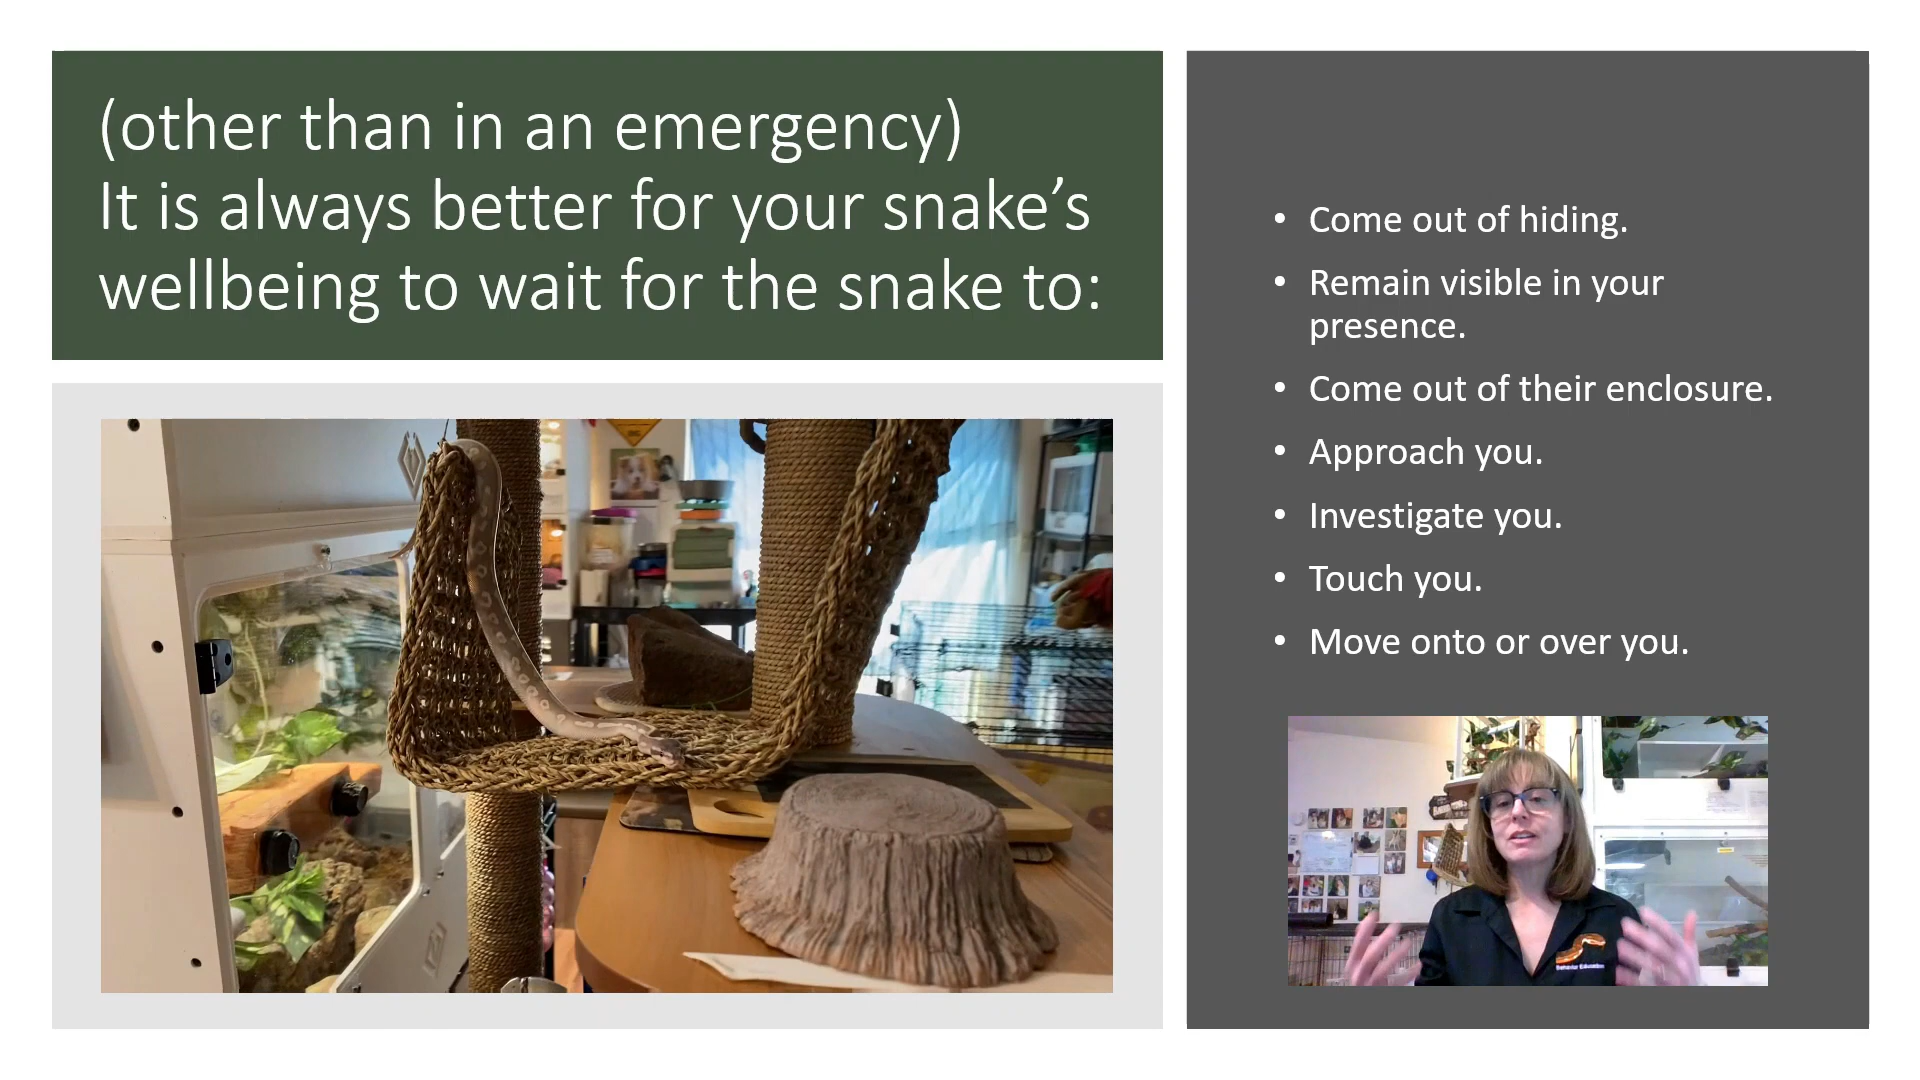 (other than in an emergency)
It is always better for your snake’s
wellbeing to wait for the snake to:
• Come out of hiding.
• Remain visible in your
presence.
• Come out of their enclosure.
• Approach you.
• Investigate you.
• Touch you.
• Move onto or over you.
Behavior Education